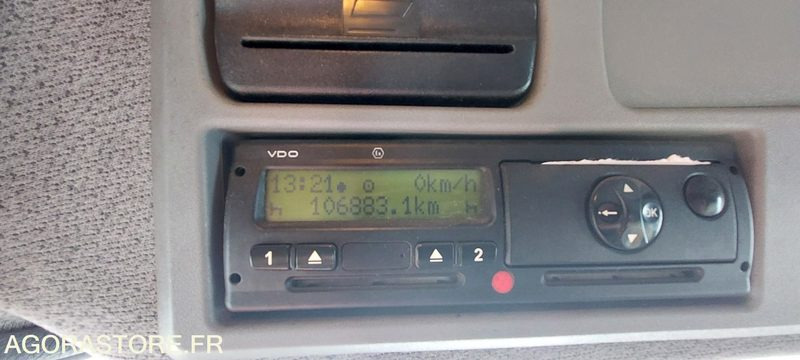 VDO
13:21 0km/h
106883.1km
1 2
OK
AGORASTORE.FR